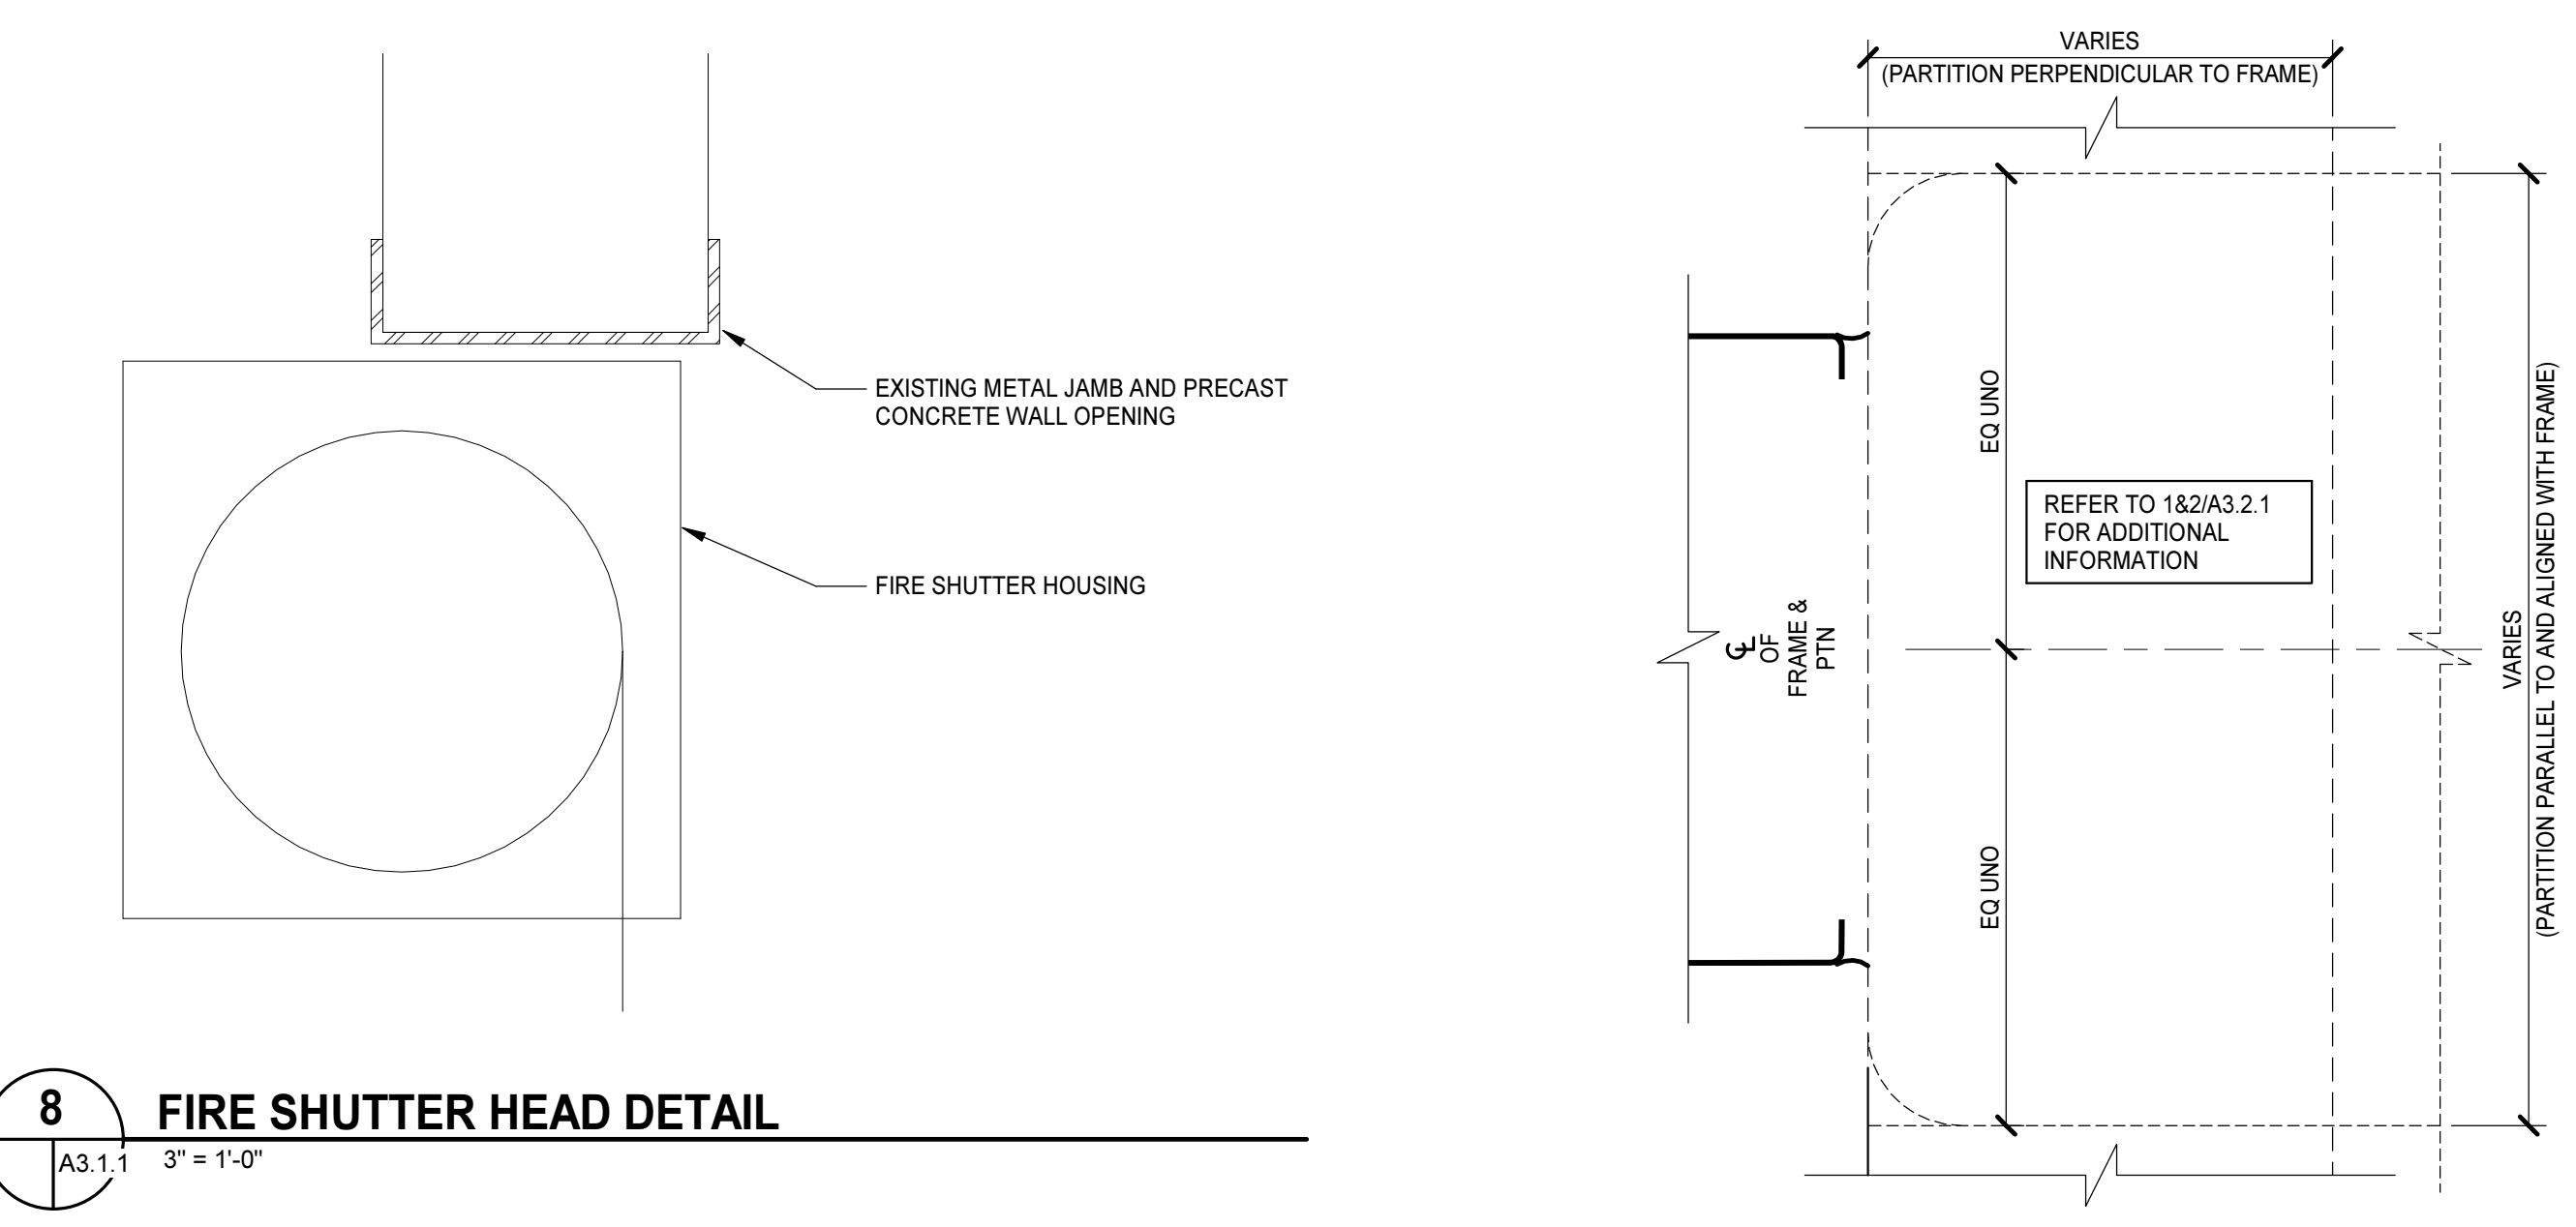 EXISTING METAL JAMB AND PRECAST
CONCRETE WALL OPENING
FIRE SHUTTER HOUSING
8
A3.1.1
FIRE SHUTTER HEAD DETAIL
3" = 1'-0"
VARIES
(PARTITION PERPENDICULAR TO FRAME)
EQ UNO
REFER TO 1&2/A3.2.1
FOR ADDITIONAL
INFORMATION
℄
OF
FRAME &
PTN
EQ UNO
VARIES
(PARTITION PARALLEL TO AND ALIGNED WITH FRAME)